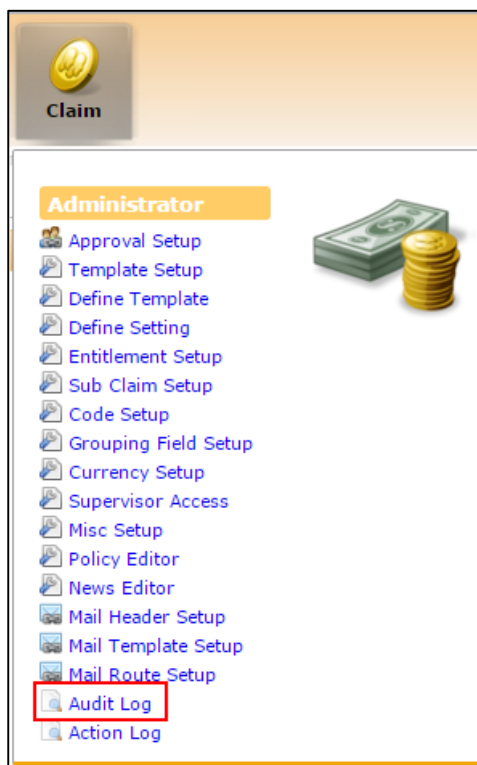 Claim
Administrator
Approval Setup
Template Setup
Define Template
Define Setting
Entitlement Setup
Sub Claim Setup
Code Setup
Grouping Field Setup
Currency Setup
Supervisor Access
Misc Setup
Policy Editor
News Editor
Mail Header Setup
Mail Template Setup
Mail Route Setup
Audit Log
Action Log